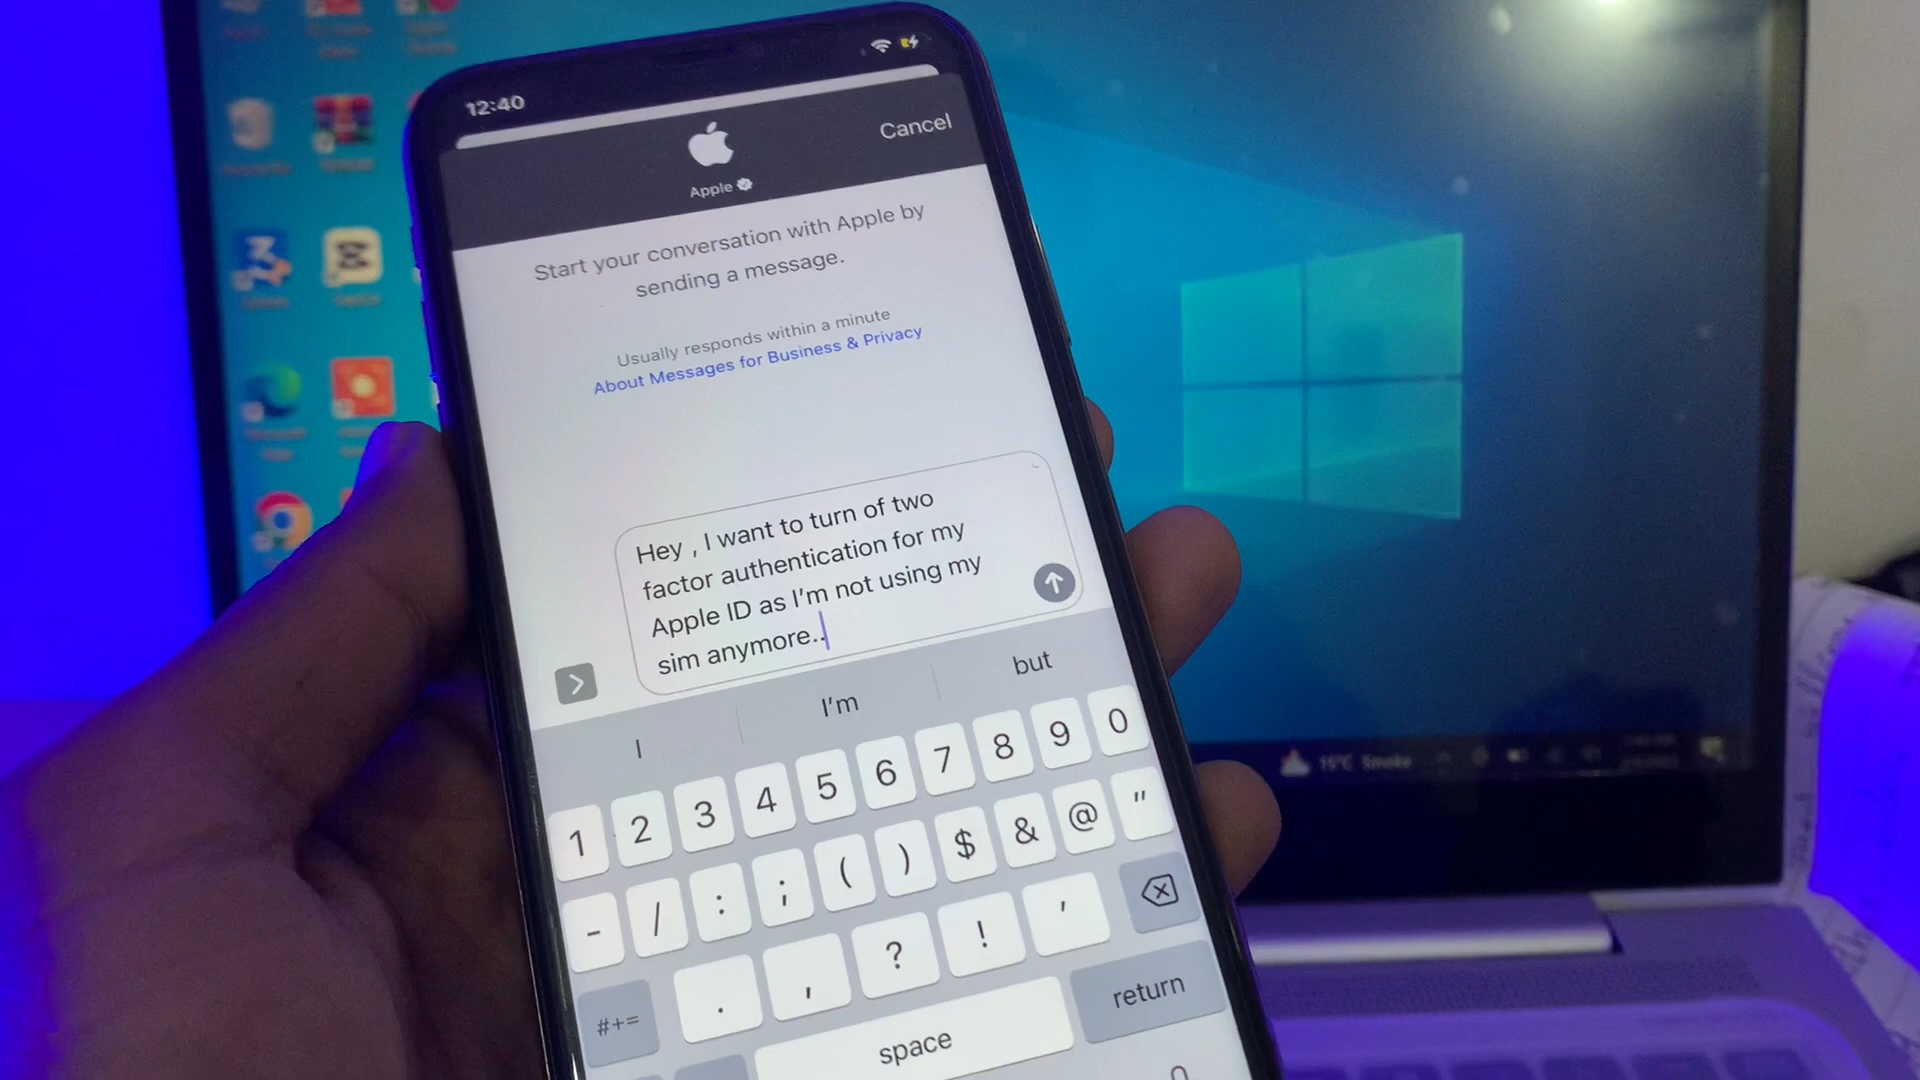 12:40
Cancel
Apple
Start your conversation with Apple by
sending a message.
Usually responds within a minute
About Messages for Business & Privacy
Hey , I want to turn of two
factor authentication for my
Apple ID as I'm not using my
sim anymore..
I
I'm
but
1 2 3 4 5 6 7 8 9 0
- / : ; ( ) $ & @ "
#+= . , ? ! '
space
return
15°C Smoke